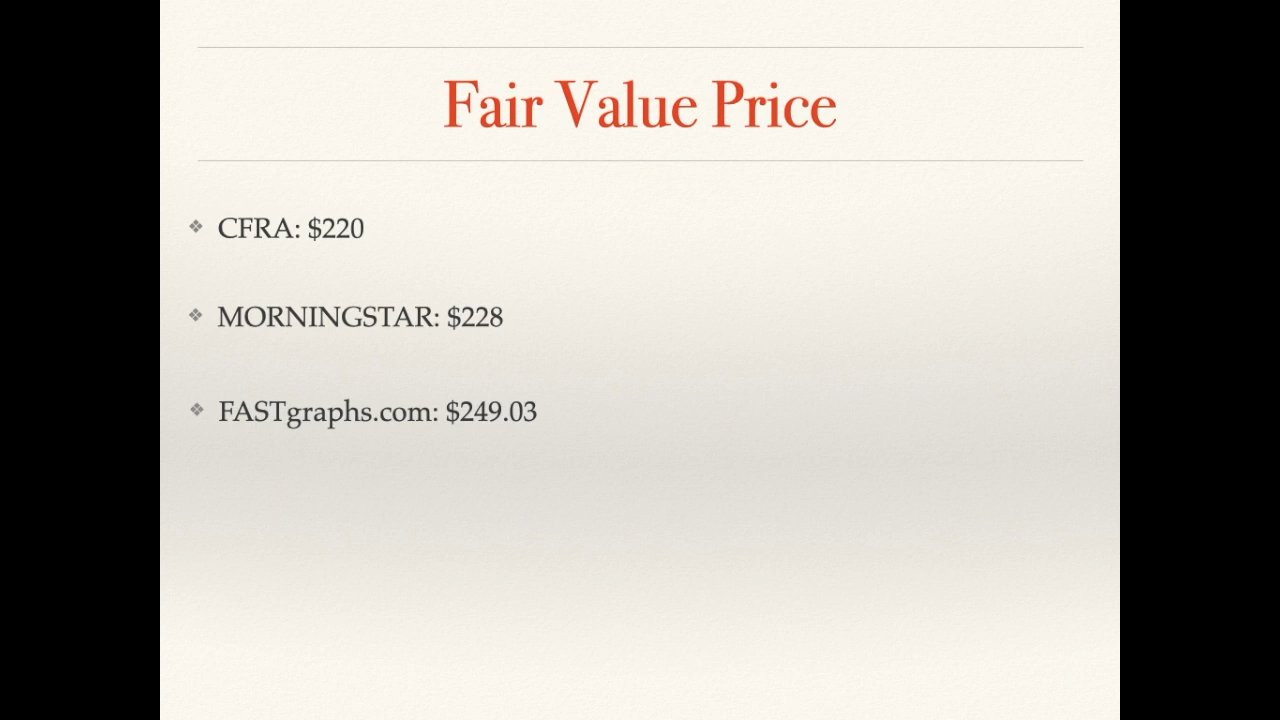 Fair Value Price
❖ CFRA: $220
❖ MORNINGSTAR: $228
❖ FASTgraphs.com: $249.03